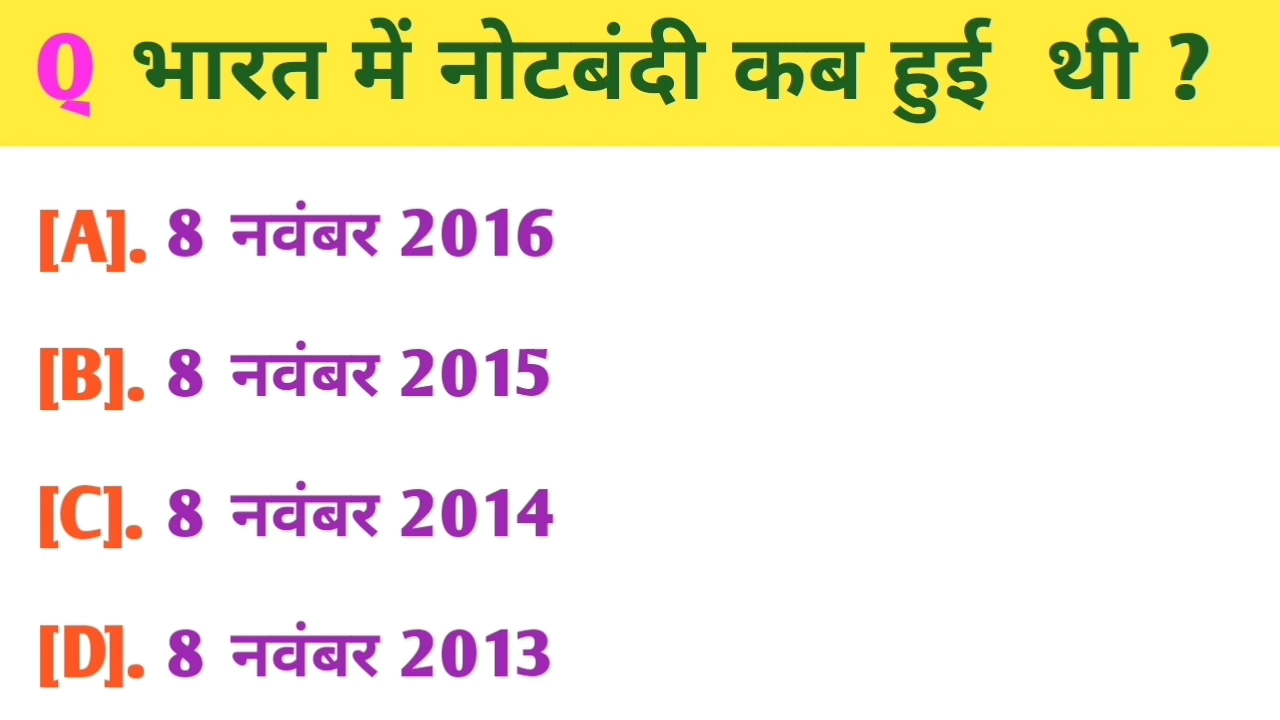 Q भारत में नोटबंदी कब हुई थी ?
[A]. 8 नवंबर 2016
[B]. 8 नवंबर 2015
[C]. 8 नवंबर 2014
[D]. 8 नवंबर 2013